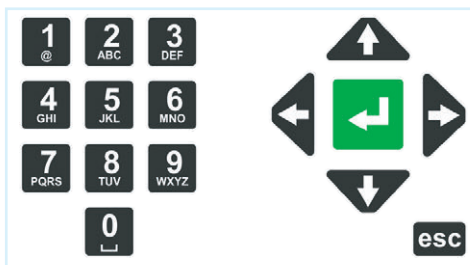 1 2 3
@ ABC DEF
4 5 6
GHI JKL MNO
7 8 9
PQRS TUV WXYZ
0
esc